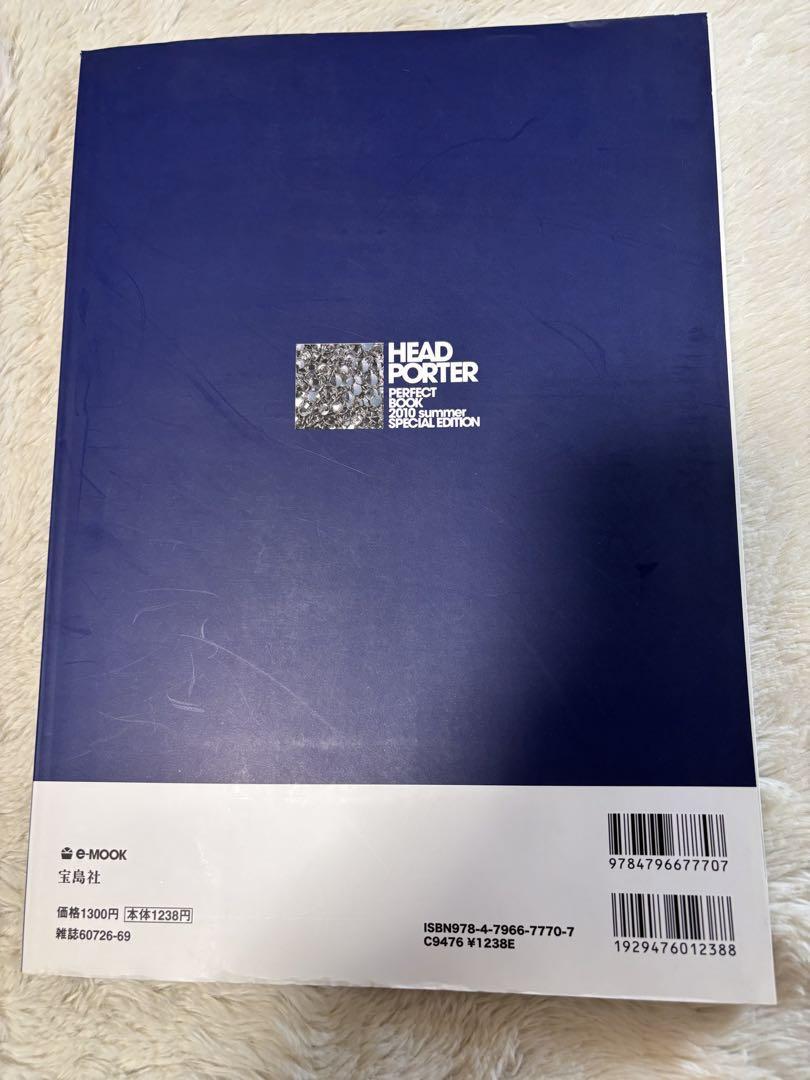 HEAD
PORTER
PERFECT
BOOK
2010 summer
SPECIAL EDITION
e-MOOK
宝島社
価格1300円 本体1238円
雑誌60726-69
9784796677707
ISBN978-4-7966-7770-7
C9476 ¥1238E
1929476012388